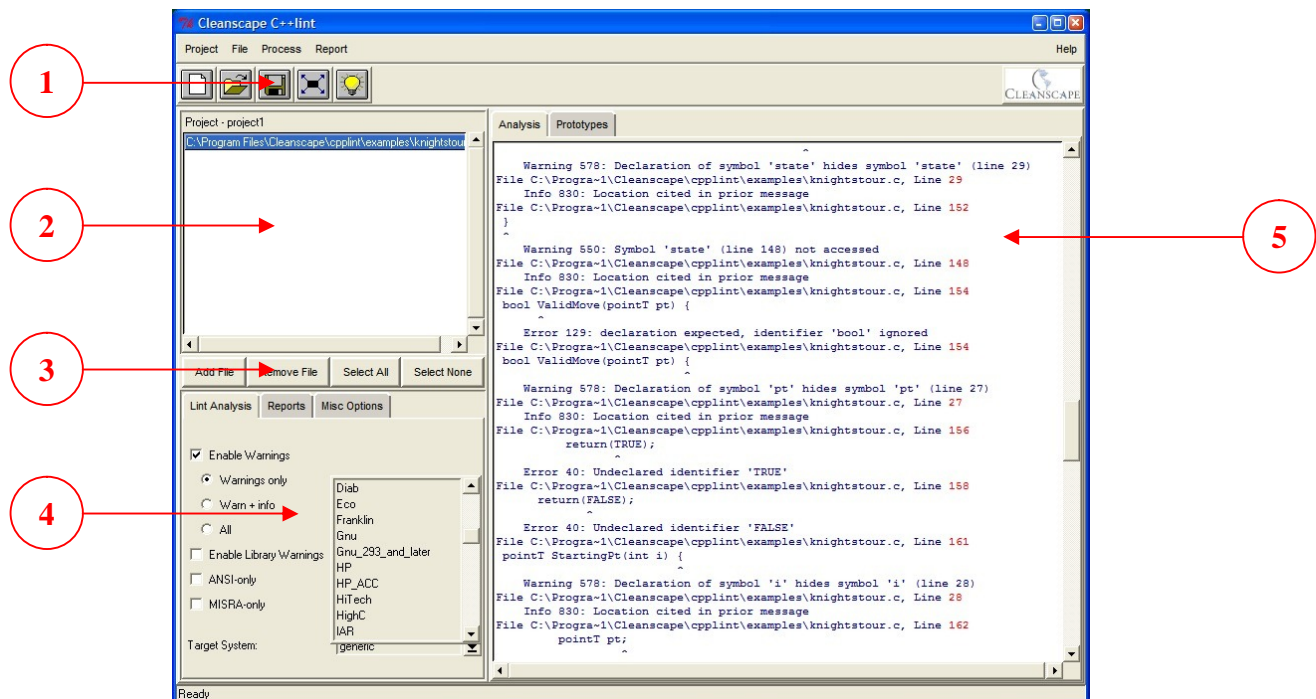 Cleanscape C++lint
Project File Process Report Help
1
CLEANSCAPE
Project - project1
C:\Program Files\Cleanscape\cpplint\examples\knightstour
2
3
Add File Remove File Select All Select None
Lint Analysis Reports Misc Options
Enable Warnings
Warnings only
Warn + info
All
Enable Library Warnings
ANSI-only
MISRA-only
4
Diab
Eco
Franklin
Gnu
Gnu_293_and_later
HP
HP_ACC
HiTech
HighC
IAR
Target System: generic
Analysis Prototypes
^
Warning 578: Declaration of symbol 'state' hides symbol 'state' (line 29)
File C:\Progra~1\Cleanscape\cpplint\examples\knightstour.c, Line 29
Info 830: Location cited in prior message
File C:\Progra~1\Cleanscape\cpplint\examples\knightstour.c, Line 152
}
^
Warning 550: Symbol 'state' (line 148) not accessed
File C:\Progra~1\Cleanscape\cpplint\examples\knightstour.c, Line 148
Info 830: Location cited in prior message
File C:\Progra~1\Cleanscape\cpplint\examples\knightstour.c, Line 154
bool ValidMove(pointT pt) {
^
Error 129: declaration expected, identifier 'bool' ignored
File C:\Progra~1\Cleanscape\cpplint\examples\knightstour.c, Line 154
bool ValidMove(pointT pt) {
^
Warning 578: Declaration of symbol 'pt' hides symbol 'pt' (line 27)
File C:\Progra~1\Cleanscape\cpplint\examples\knightstour.c, Line 27
Info 830: Location cited in prior message
File C:\Progra~1\Cleanscape\cpplint\examples\knightstour.c, Line 156
return(TRUE);
^
Error 40: Undeclared identifier 'TRUE'
File C:\Progra~1\Cleanscape\cpplint\examples\knightstour.c, Line 158
return(FALSE);
^
Error 40: Undeclared identifier 'FALSE'
File C:\Progra~1\Cleanscape\cpplint\examples\knightstour.c, Line 161
pointT StartingPt(int i) {
^
Warning 578: Declaration of symbol 'i' hides symbol 'i' (line 28)
File C:\Progra~1\Cleanscape\cpplint\examples\knightstour.c, Line 28
Info 830: Location cited in prior message
File C:\Progra~1\Cleanscape\cpplint\examples\knightstour.c, Line 162
pointT pt;
^
5
Ready